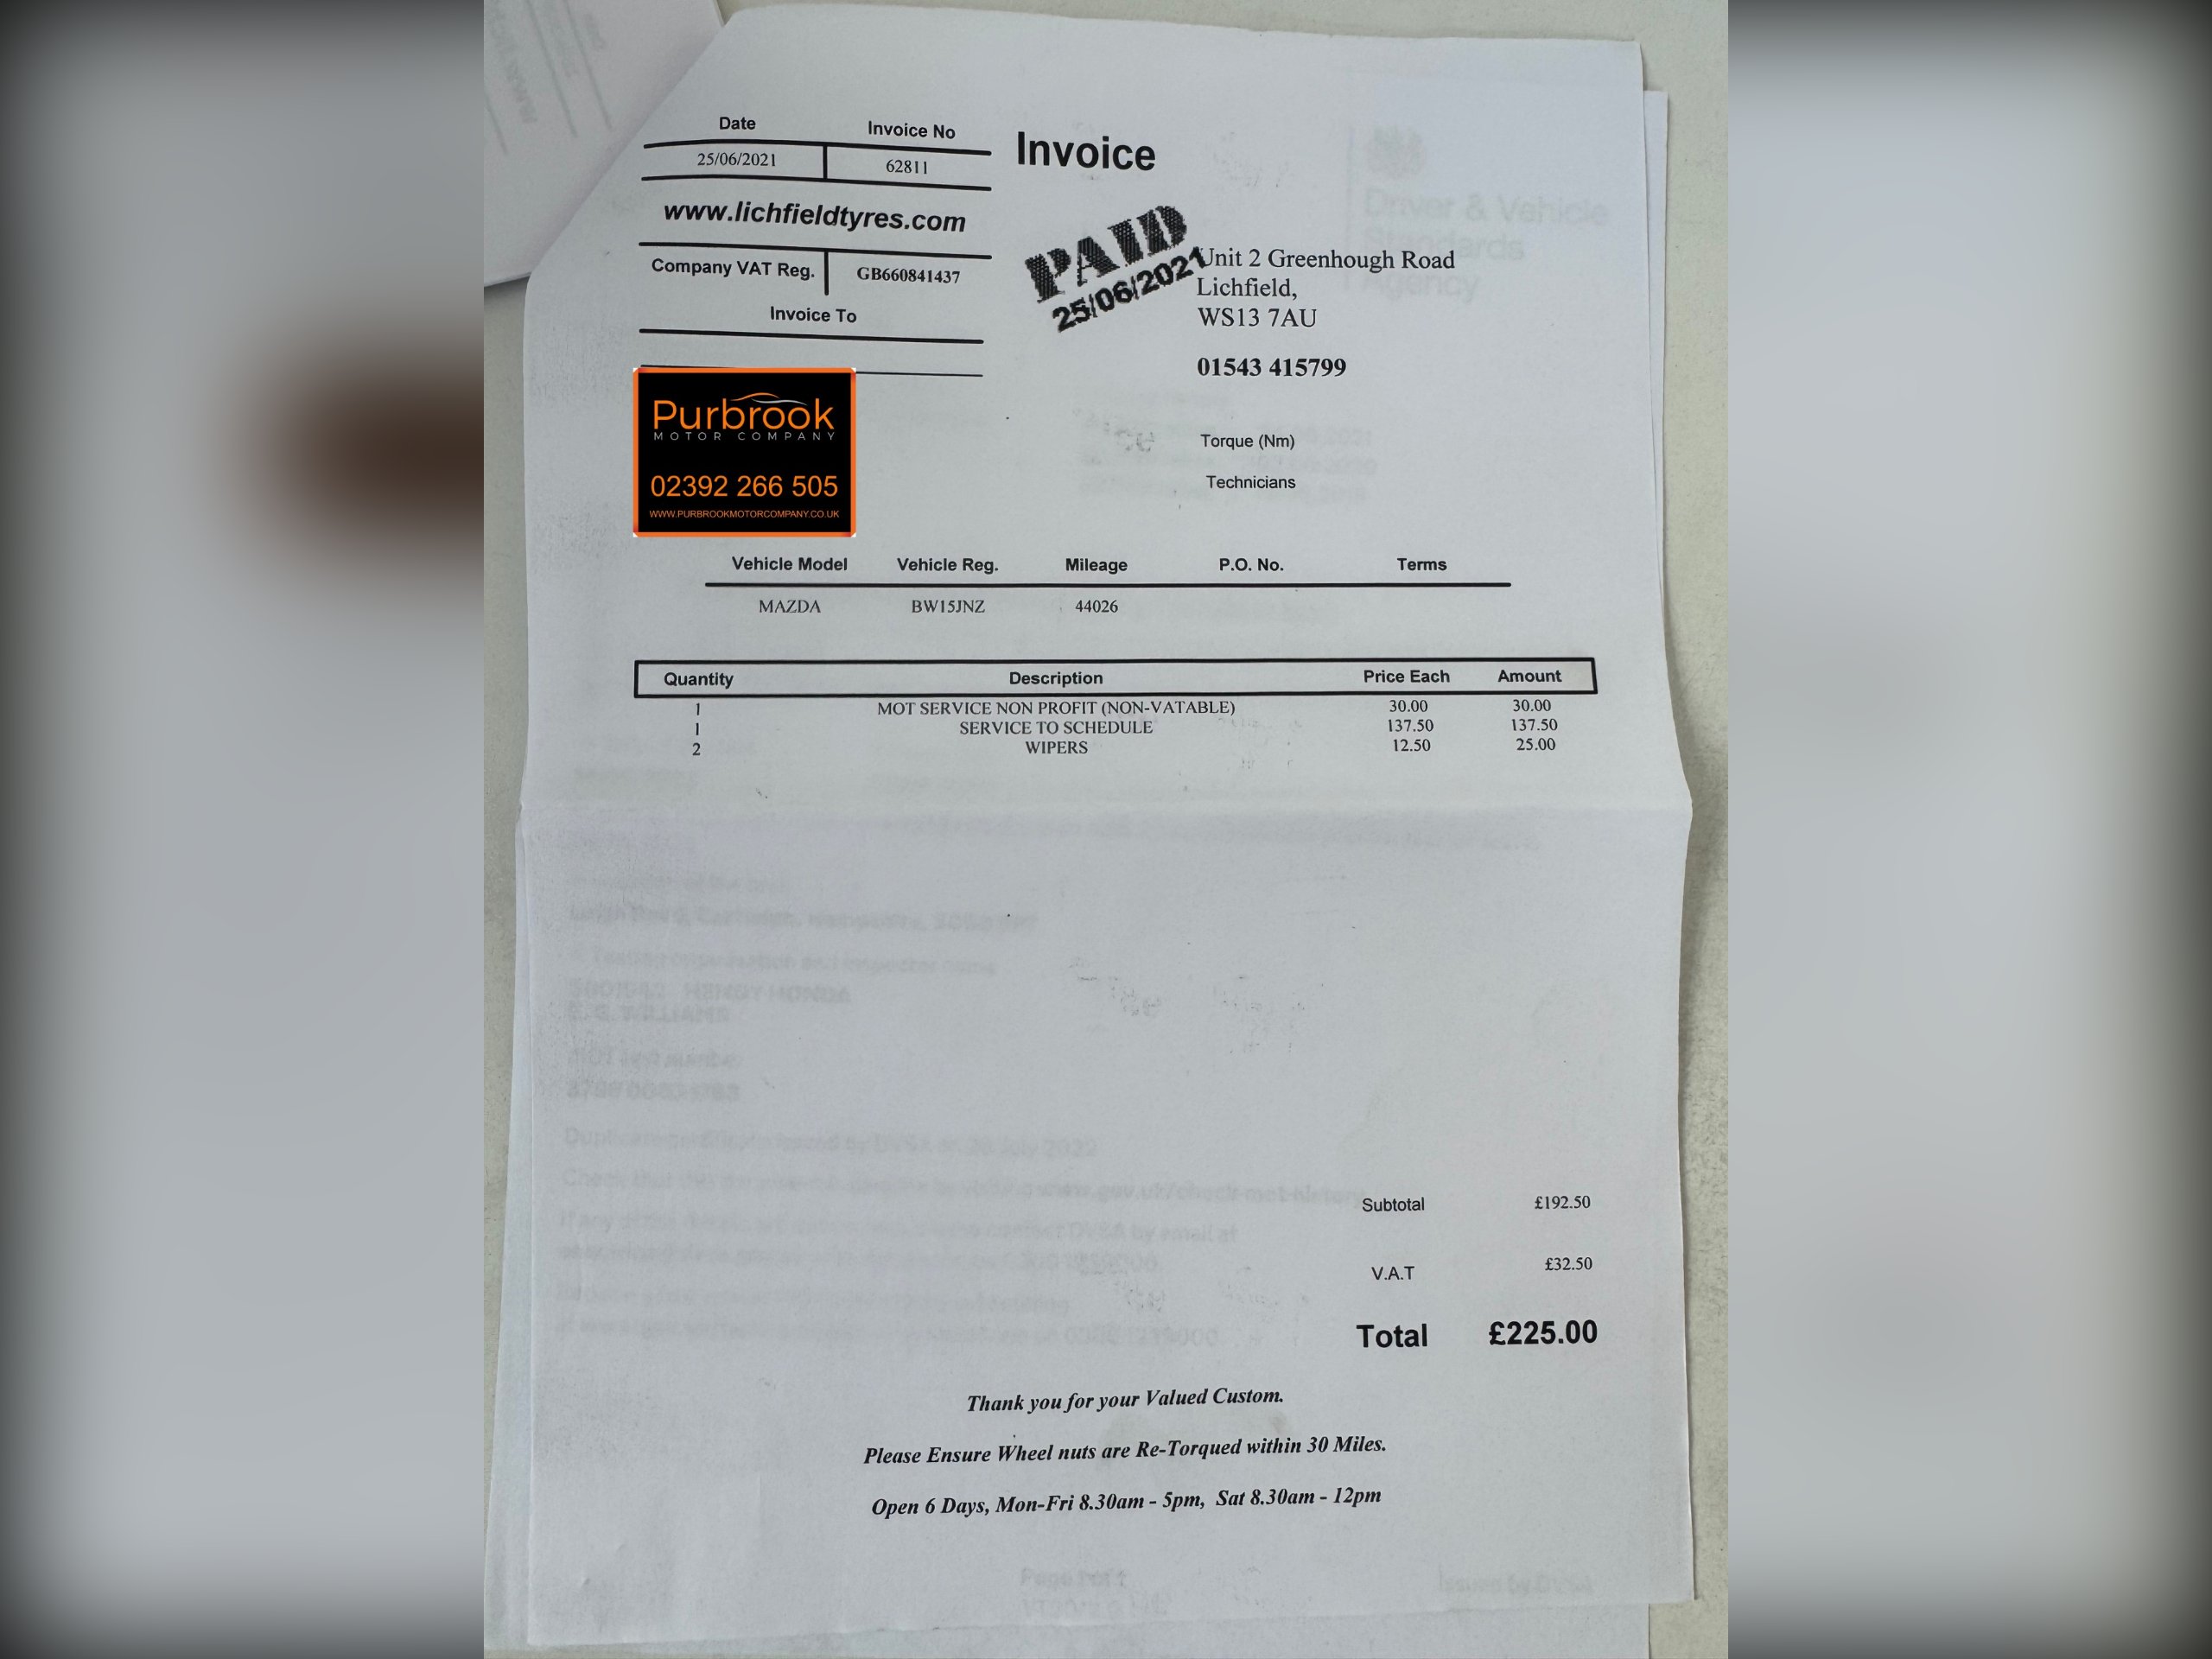 Date Invoice No
25/06/2021 62811
Invoice
www.lichfieldtyres.com
Company VAT Reg. GB660841437
Invoice To
PAID
25/06/2021
Unit 2 Greenhough Road
Lichfield,
WS13 7AU
01543 415799
Driver & Vehicle
Standards
Agency
Purbrook
MOTOR COMPANY
02392 266 505
WWW.PURBROOKMOTORCOMPANY.CO.UK
Torque (Nm)
Technicians
Vehicle Model Vehicle Reg. Mileage P.O. No. Terms
MAZDA BW15JNZ 44026
Quantity Description Price Each Amount
1 MOT SERVICE NON PROFIT (NON-VATABLE) 30.00 30.00
1 SERVICE TO SCHEDULE 137.50 137.50
2 WIPERS 12.50 25.00
Subtotal £192.50
V.A.T £32.50
Total £225.00
Thank you for your Valued Custom.
Please Ensure Wheel nuts are Re-Torqued within 30 Miles.
Open 6 Days, Mon-Fri 8.30am - 5pm, Sat 8.30am - 12pm